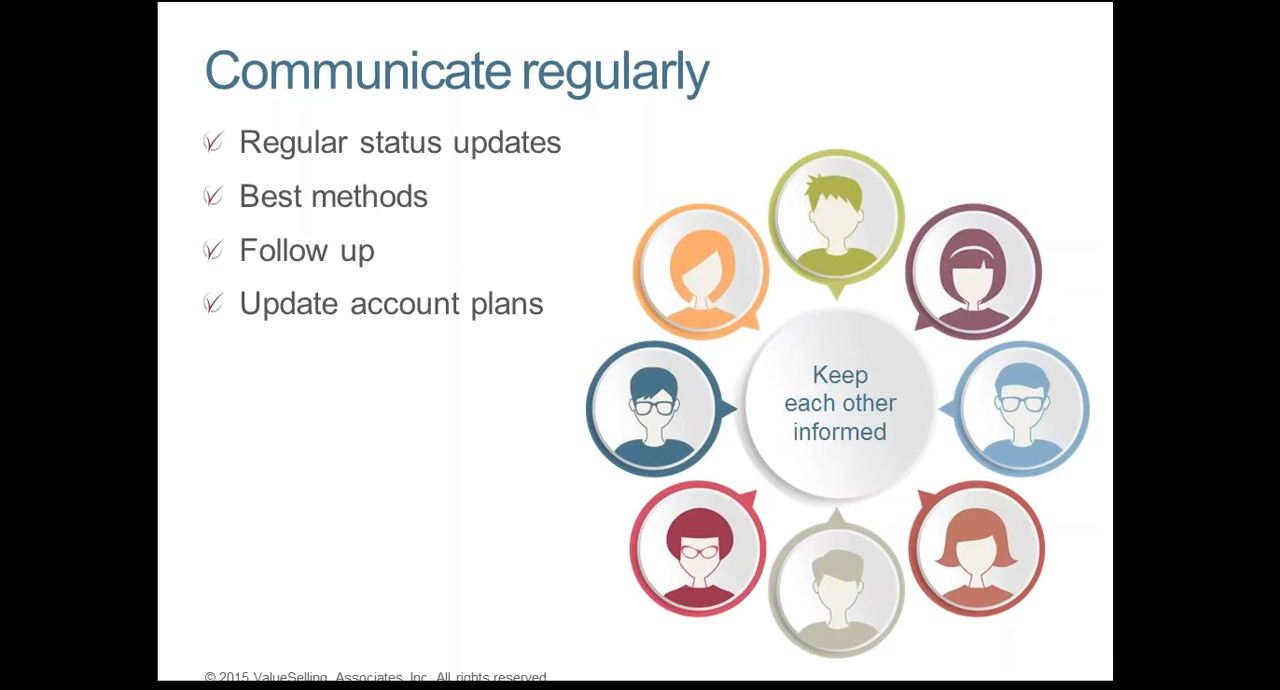 Communicate regularly
Regular status updates
Best methods
Follow up
Update account plans
Keep
each other
informed
© 2015 ValueSelling Associates, Inc. All rights reserved